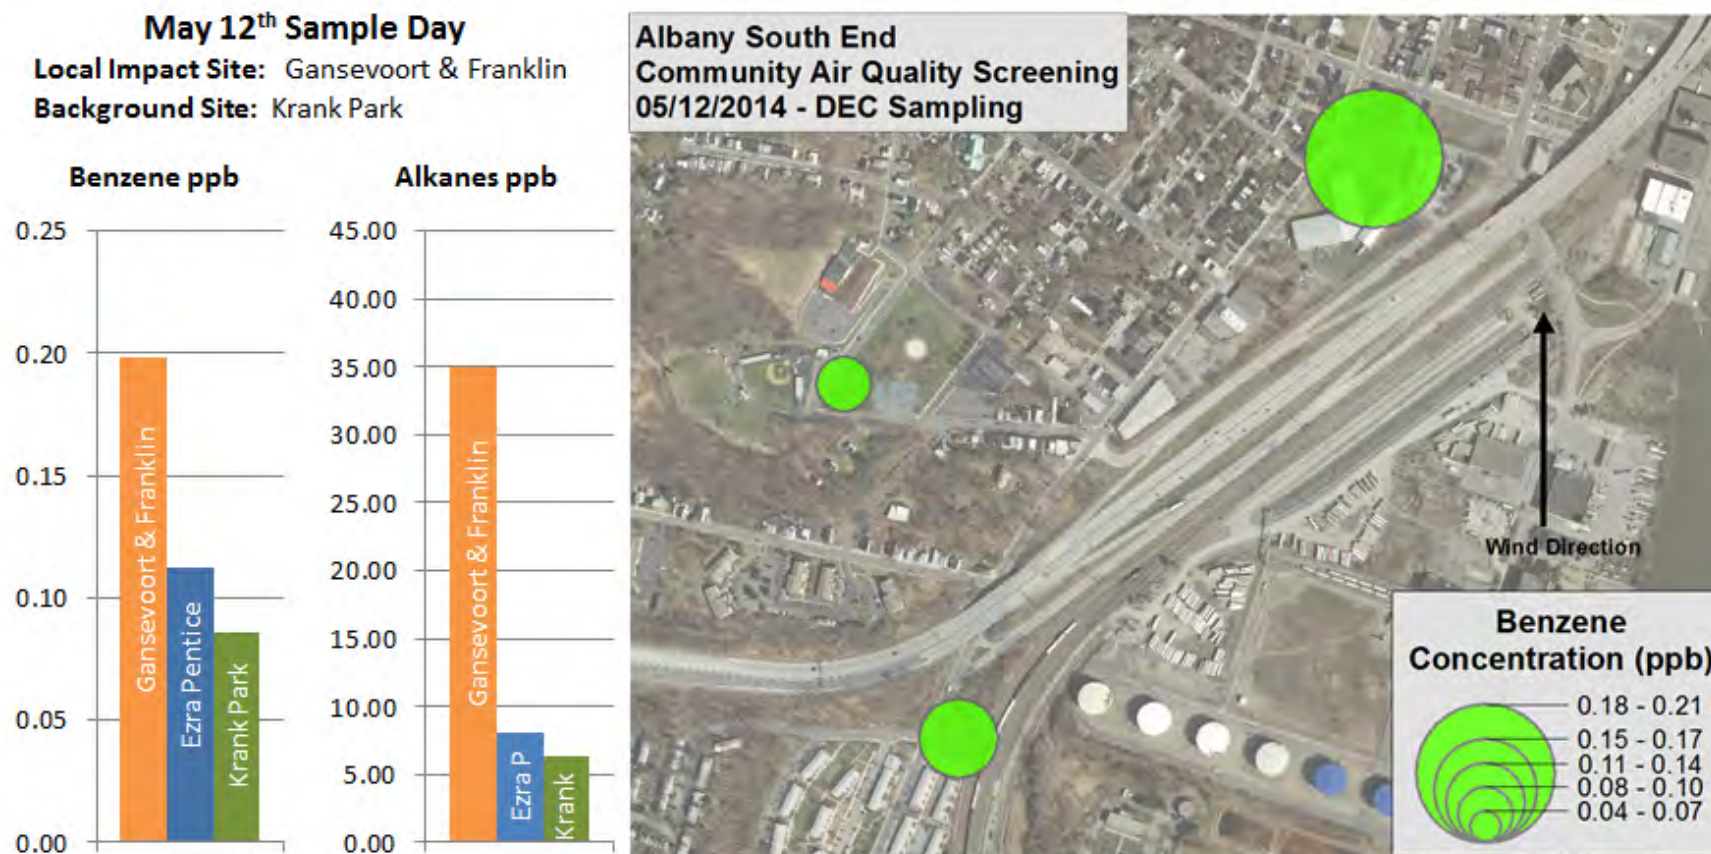 May 12th Sample Day
Local Impact Site: Gansevoort & Franklin
Background Site: Krank Park
Benzene ppb
0.25
0.20
0.15
0.10
0.05
0.00
Gansevoort & Franklin
Ezra Pentice
Krank Park
Alkanes ppb
45.00
40.00
35.00
30.00
25.00
20.00
15.00
10.00
5.00
0.00
Gansevoort & Franklin
Ezra P
Krank
Albany South End
Community Air Quality Screening
05/12/2014 - DEC Sampling
Wind Direction
Benzene
Concentration (ppb)
0.18 - 0.21
0.15 - 0.17
0.11 - 0.14
0.08 - 0.10
0.04 - 0.07